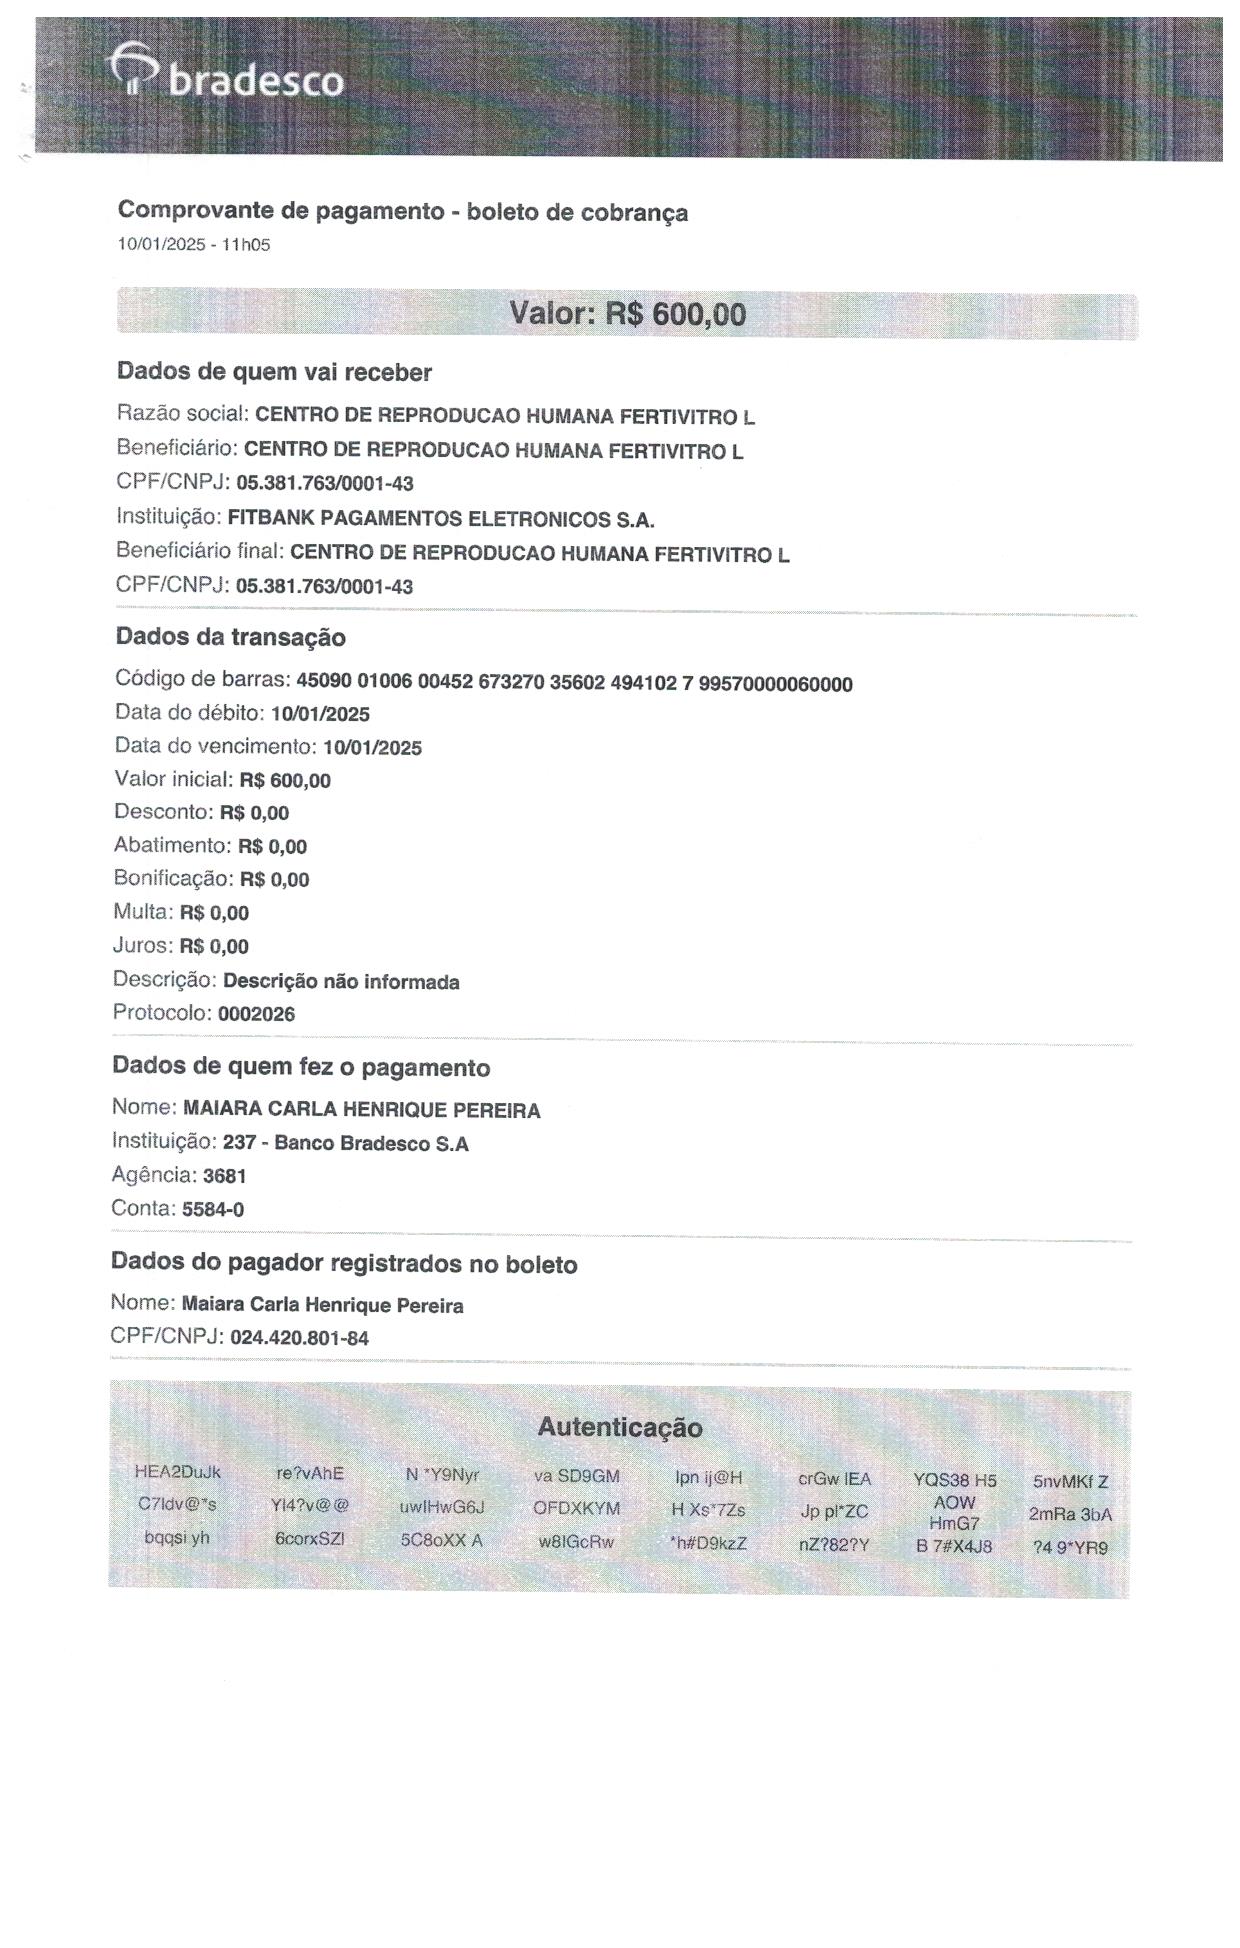 bradesco
Comprovante de pagamento - boleto de cobrança
10/01/2025 - 11h05
Valor: R$ 600,00
Dados de quem vai receber
Razão social: CENTRO DE REPRODUCAO HUMANA FERTIVITRO L
Beneficiário: CENTRO DE REPRODUCAO HUMANA FERTIVITRO L
CPF/CNPJ: 05.381.763/0001-43
Instituição: FITBANK PAGAMENTOS ELETRONICOS S.A.
Beneficiário final: CENTRO DE REPRODUCAO HUMANA FERTIVITRO L
CPF/CNPJ: 05.381.763/0001-43
Dados da transação
Código de barras: 45090 01006 00452 673270 35602 494102 7 99570000060000
Data do débito: 10/01/2025
Data do vencimento: 10/01/2025
Valor inicial: R$ 600,00
Desconto: R$ 0,00
Abatimento: R$ 0,00
Bonificação: R$ 0,00
Multa: R$ 0,00
Juros: R$ 0,00
Descrição: Descrição não informada
Protocolo: 0002026
Dados de quem fez o pagamento
Nome: MAIARA CARLA HENRIQUE PEREIRA
Instituição: 237 - Banco Bradesco S.A
Agência: 3681
Conta: 5584-0
Dados do pagador registrados no boleto
Nome: Maiara Carla Henrique Pereira
CPF/CNPJ: 024.420.801-84
Autenticação
HEA2DuJk re?vAhE N *Y9Nyr va SD9GM Ipn ij@H crGw IEA YQS38 H5 5nvMKf Z
C7ldv@*s Yl4?v@@ uwIHwG6J OFDXKYM H Xs*7Zs Jp pl*ZC AOW HmG7 2mRa 3bA
bqqsi yh 6corxSZl 5C8oXX A w8IGcRw *h#D9kzZ nZ?82?Y B 7#X4J8 ?4 9*YR9